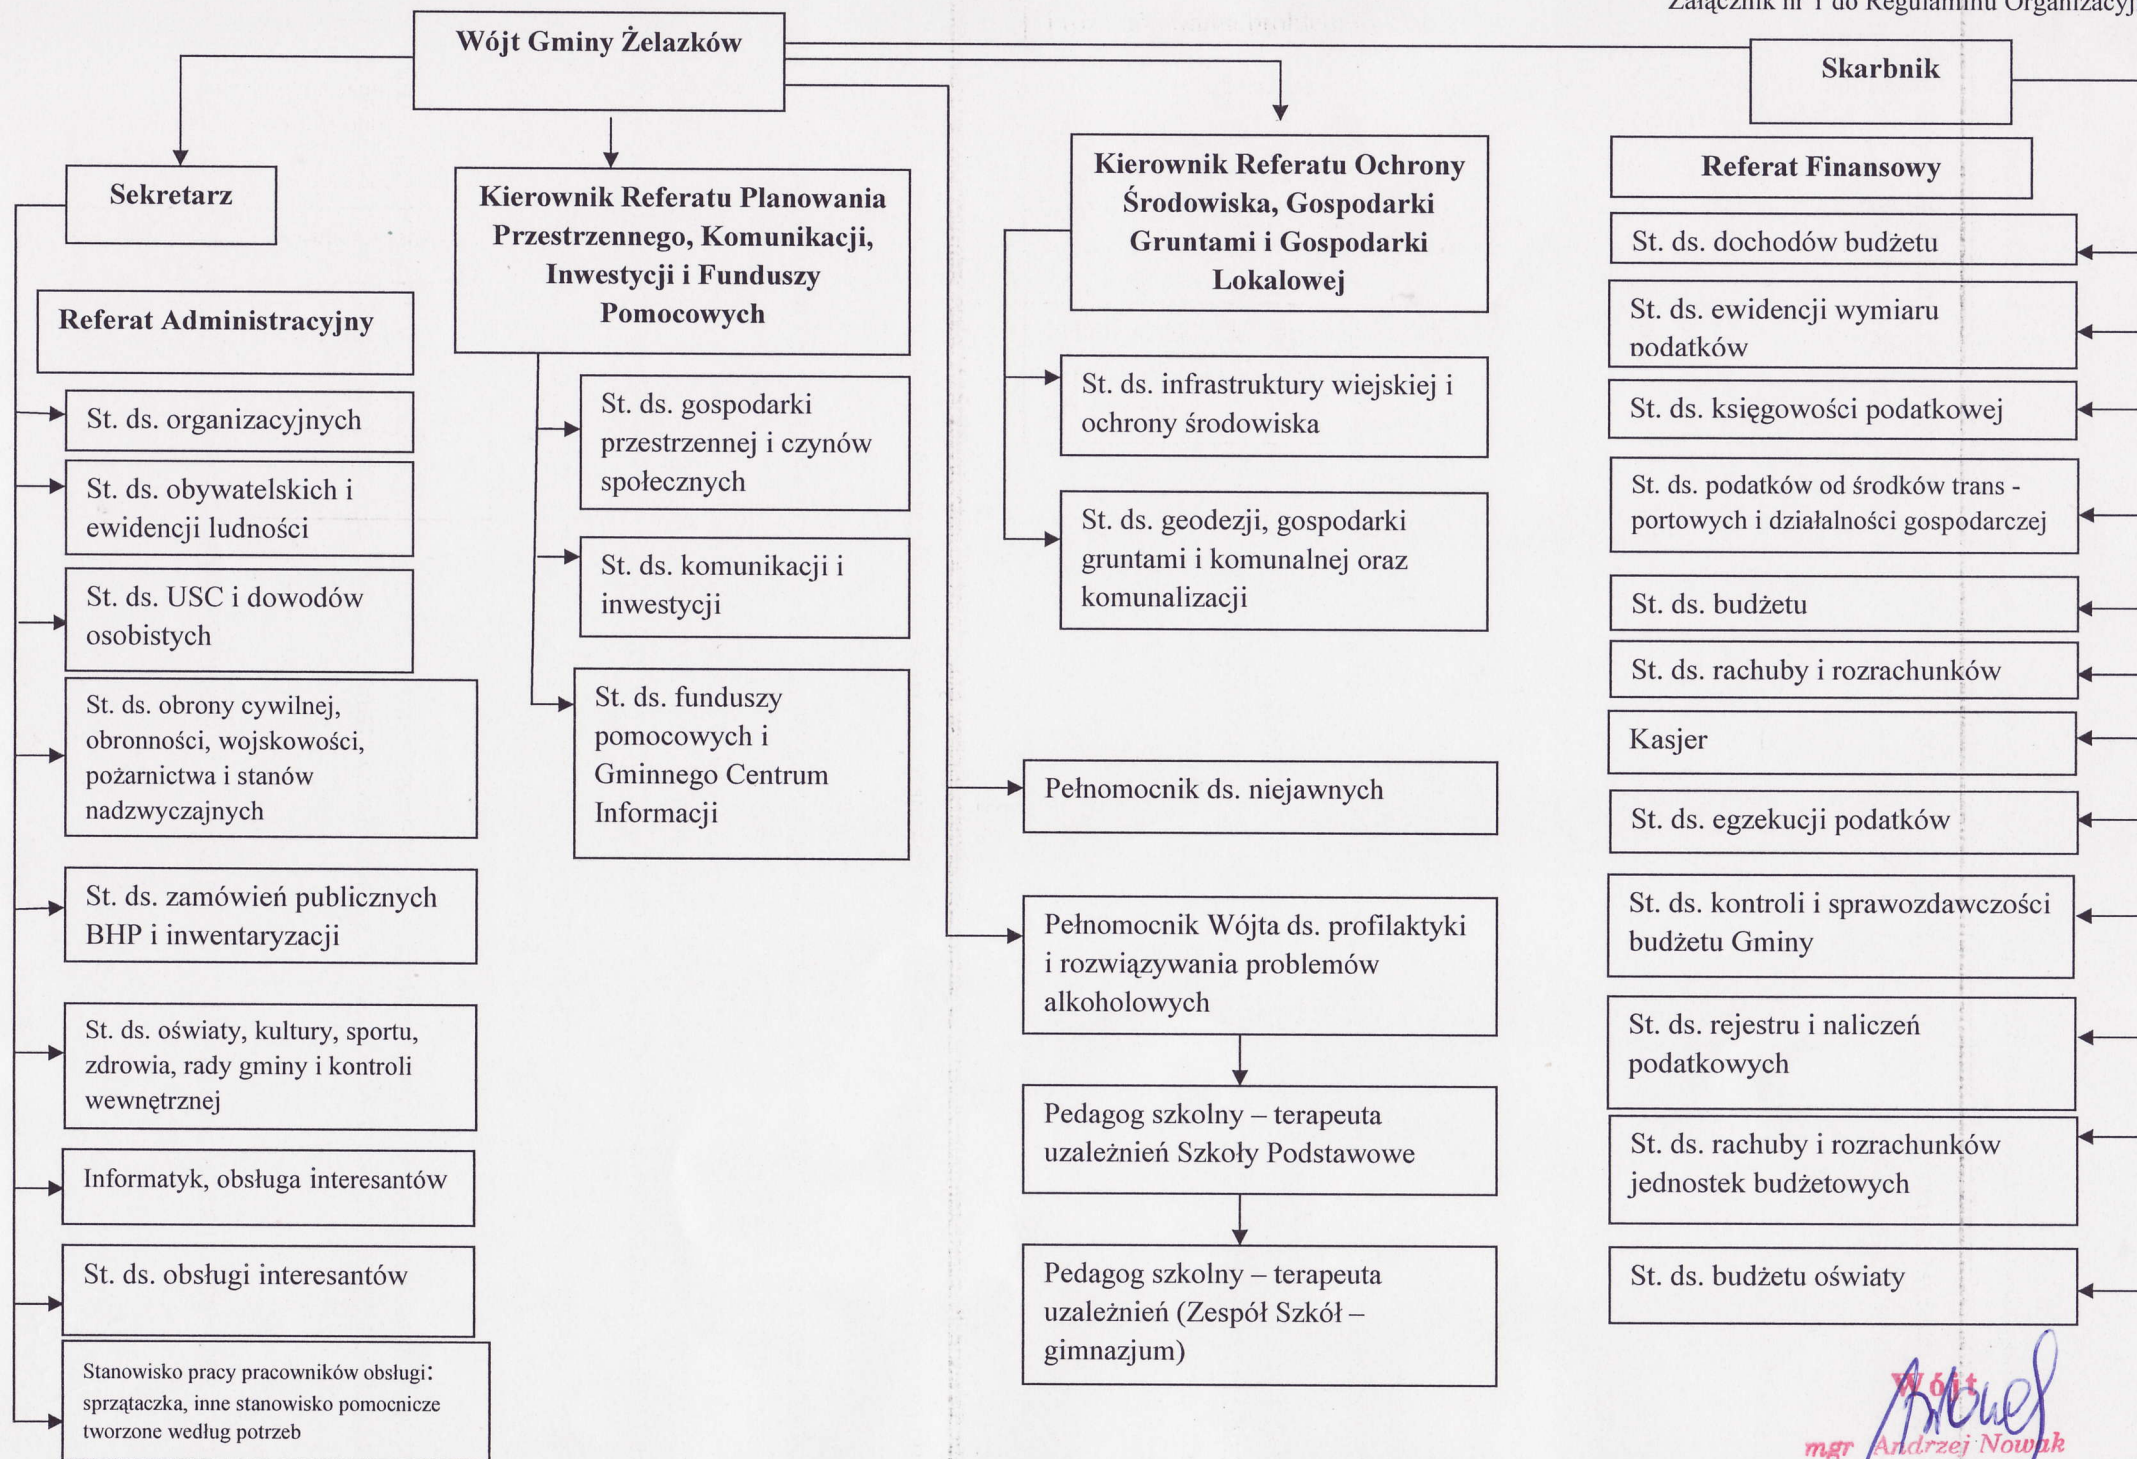 Załącznik nr 1 do Regulaminu Organizacyj
Wójt Gminy Żelazków
Skarbnik
Sekretarz
Referat Administracyjny
St. ds. organizacyjnych
St. ds. obywatelskich i
ewidencji ludności
St. ds. USC i dowodów
osobistych
St. ds. obrony cywilnej,
obronności, wojskowości,
pożarnictwa i stanów
nadzwyczajnych
St. ds. zamówień publicznych
BHP i inwentaryzacji
St. ds. oświaty, kultury, sportu,
zdrowia, rady gminy i kontroli
wewnętrznej
Informatyk, obsługa interesantów
St. ds. obsługi interesantów
Stanowisko pracy pracowników obsługi:
sprzątaczka, inne stanowisko pomocnicze
tworzone według potrzeb
Kierownik Referatu Planowania
Przestrzennego, Komunikacji,
Inwestycji i Funduszy
Pomocowych
St. ds. gospodarki
przestrzennej i czynów
społecznych
St. ds. komunikacji i
inwestycji
St. ds. funduszy
pomocowych i
Gminnego Centrum
Informacji
Kierownik Referatu Ochrony
Środowiska, Gospodarki
Gruntami i Gospodarki
Lokalowej
St. ds. infrastruktury wiejskiej i
ochrony środowiska
St. ds. geodezji, gospodarki
gruntami i komunalnej oraz
komunalizacji
Pełnomocnik ds. niejawnych
Pełnomocnik Wójta ds. profilaktyki
i rozwiązywania problemów
alkoholowych
Pedagog szkolny – terapeuta
uzależnień Szkoły Podstawowe
Pedagog szkolny – terapeuta
uzależnień (Zespół Szkół –
gimnazjum)
Referat Finansowy
St. ds. dochodów budżetu
St. ds. ewidencji wymiaru
podatków
St. ds. księgowości podatkowej
St. ds. podatków od środków trans -
portowych i działalności gospodarczej
St. ds. budżetu
St. ds. rachuby i rozrachunków
Kasjer
St. ds. egzekucji podatków
St. ds. kontroli i sprawozdawczości
budżetu Gminy
St. ds. rejestru i naliczeń
podatkowych
St. ds. rachuby i rozrachunków
jednostek budżetowych
St. ds. budżetu oświaty
Wójt
mgr Andrzej Nowak